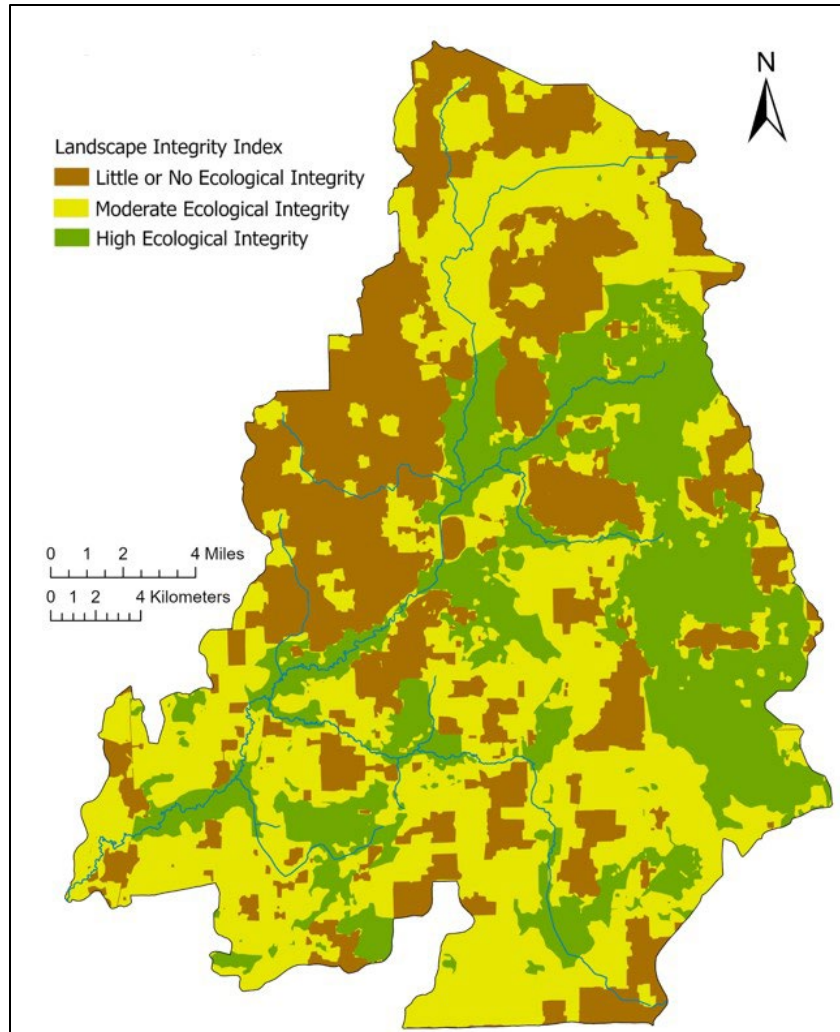 N
Landscape Integrity Index
Little or No Ecological Integrity
Moderate Ecological Integrity
High Ecological Integrity
0 1 2 4 Miles
0 1 2 4 Kilometers